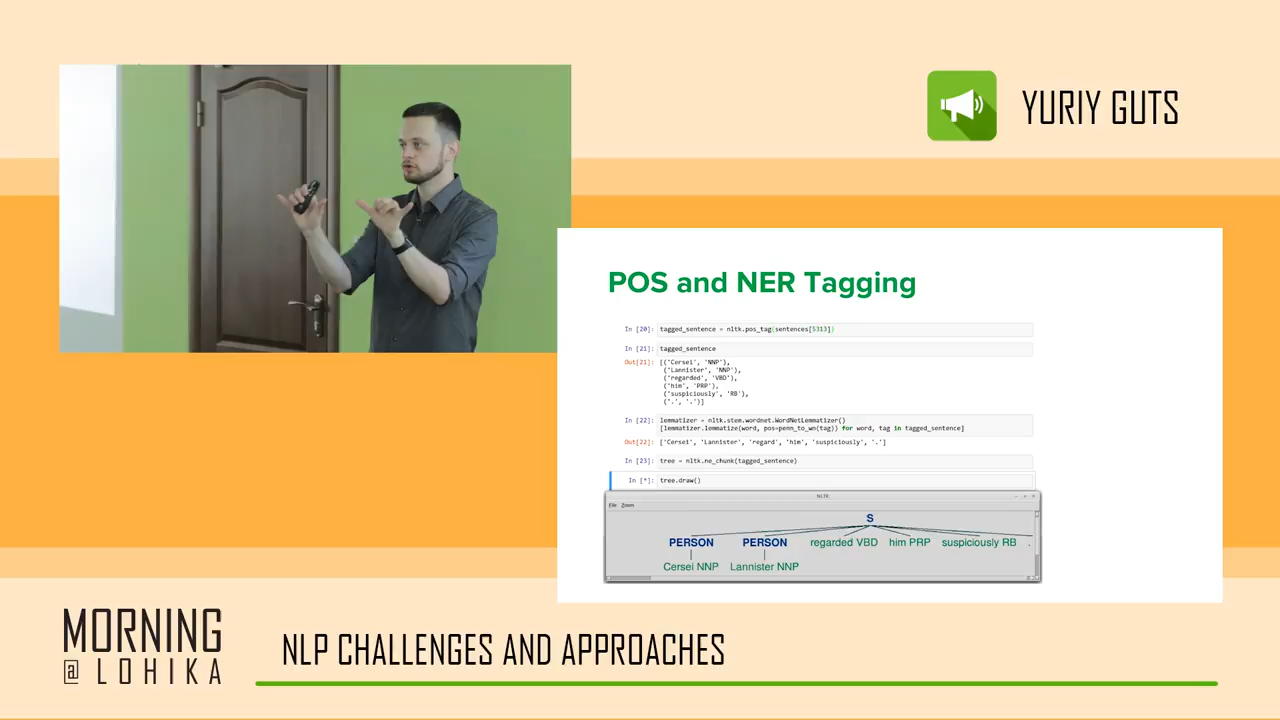 YURIY GUTS
POS and NER Tagging
In [20]: tagged_sentence = nltk.pos_tag(sentences[5313])
In [21]: tagged_sentence
Out[21]: [('Cersei', 'NNP'),
('Lannister', 'NNP'),
('regarded', 'VBD'),
('him', 'PRP'),
('suspiciously', 'RB'),
('.', '.')]
In [22]: lemmatizer = nltk.stem.wordnet.WordNetLemmatizer()
[lemmatizer.lemmatize(word, pos=penn_to_wn(tag)) for word, tag in tagged_sentence]
Out[22]: ['Cersei', 'Lannister', 'regard', 'him', 'suspiciously', '.']
In [23]: tree = nltk.ne_chunk(tagged_sentence)
In [*]: tree.draw()
NLTK
File Zoom
S
PERSON PERSON regarded VBD him PRP suspiciously RB .
Cersei NNP Lannister NNP
MORNING
@ LOHIKA
NLP CHALLENGES AND APPROACHES